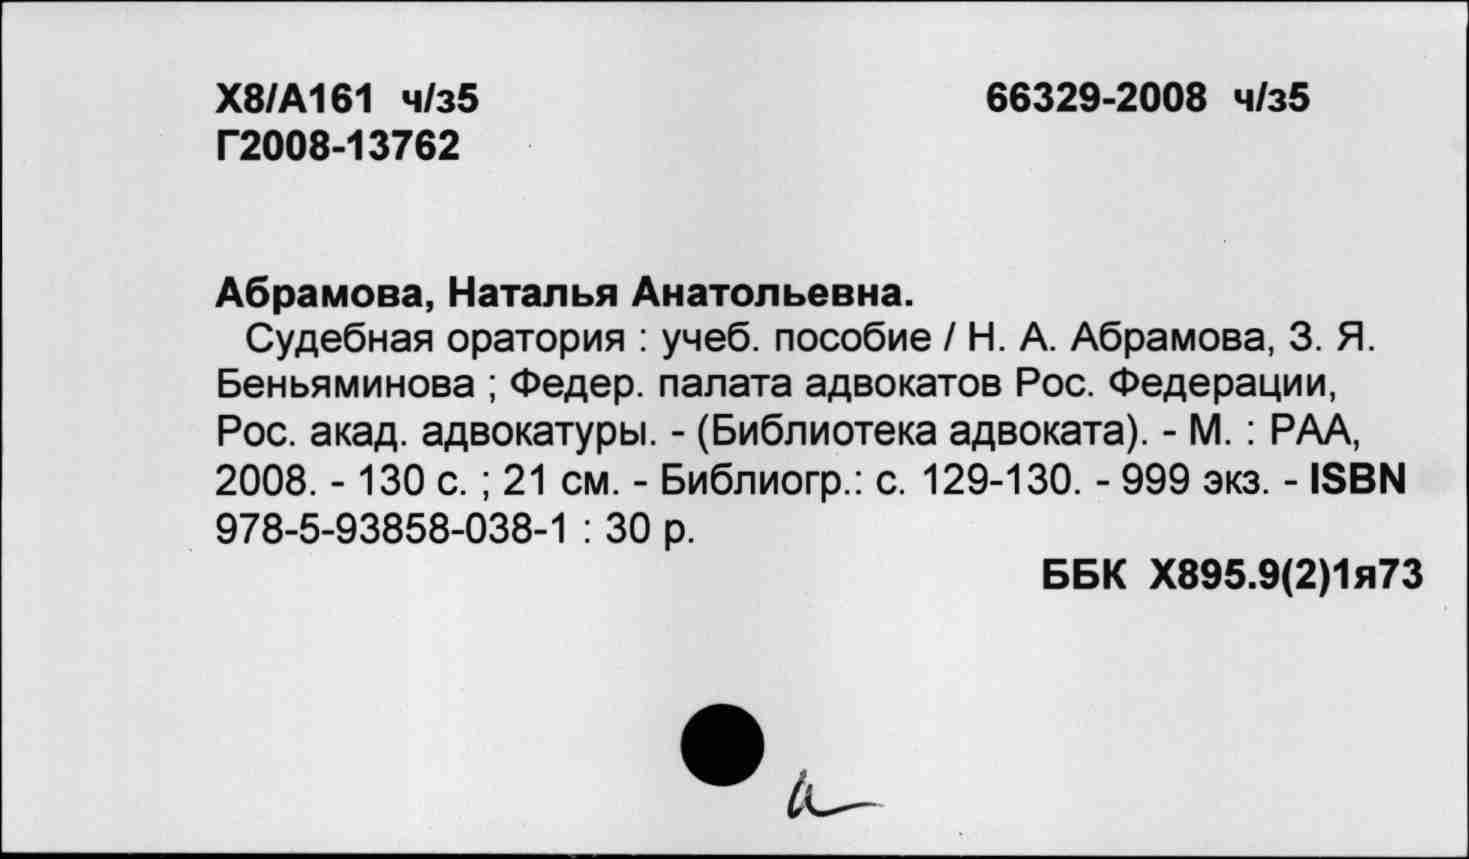 Х8/А161 ч/з5 66329-2008 ч/з5
Г2008-13762
Абрамова, Наталья Анатольевна.
Судебная оратория : учеб. пособие / Н. А. Абрамова, З. Я.
Беньяминова ; Федер. палата адвокатов Рос. Федерации,
Рос. акад. адвокатуры. - (Библиотека адвоката). - М. : РАА,
2008. - 130 с. ; 21 см. - Библиогр.: с. 129-130. - 999 экз. - ISBN
978-5-93858-038-1 : 30 р.
ББК Х895.9(2)1я73